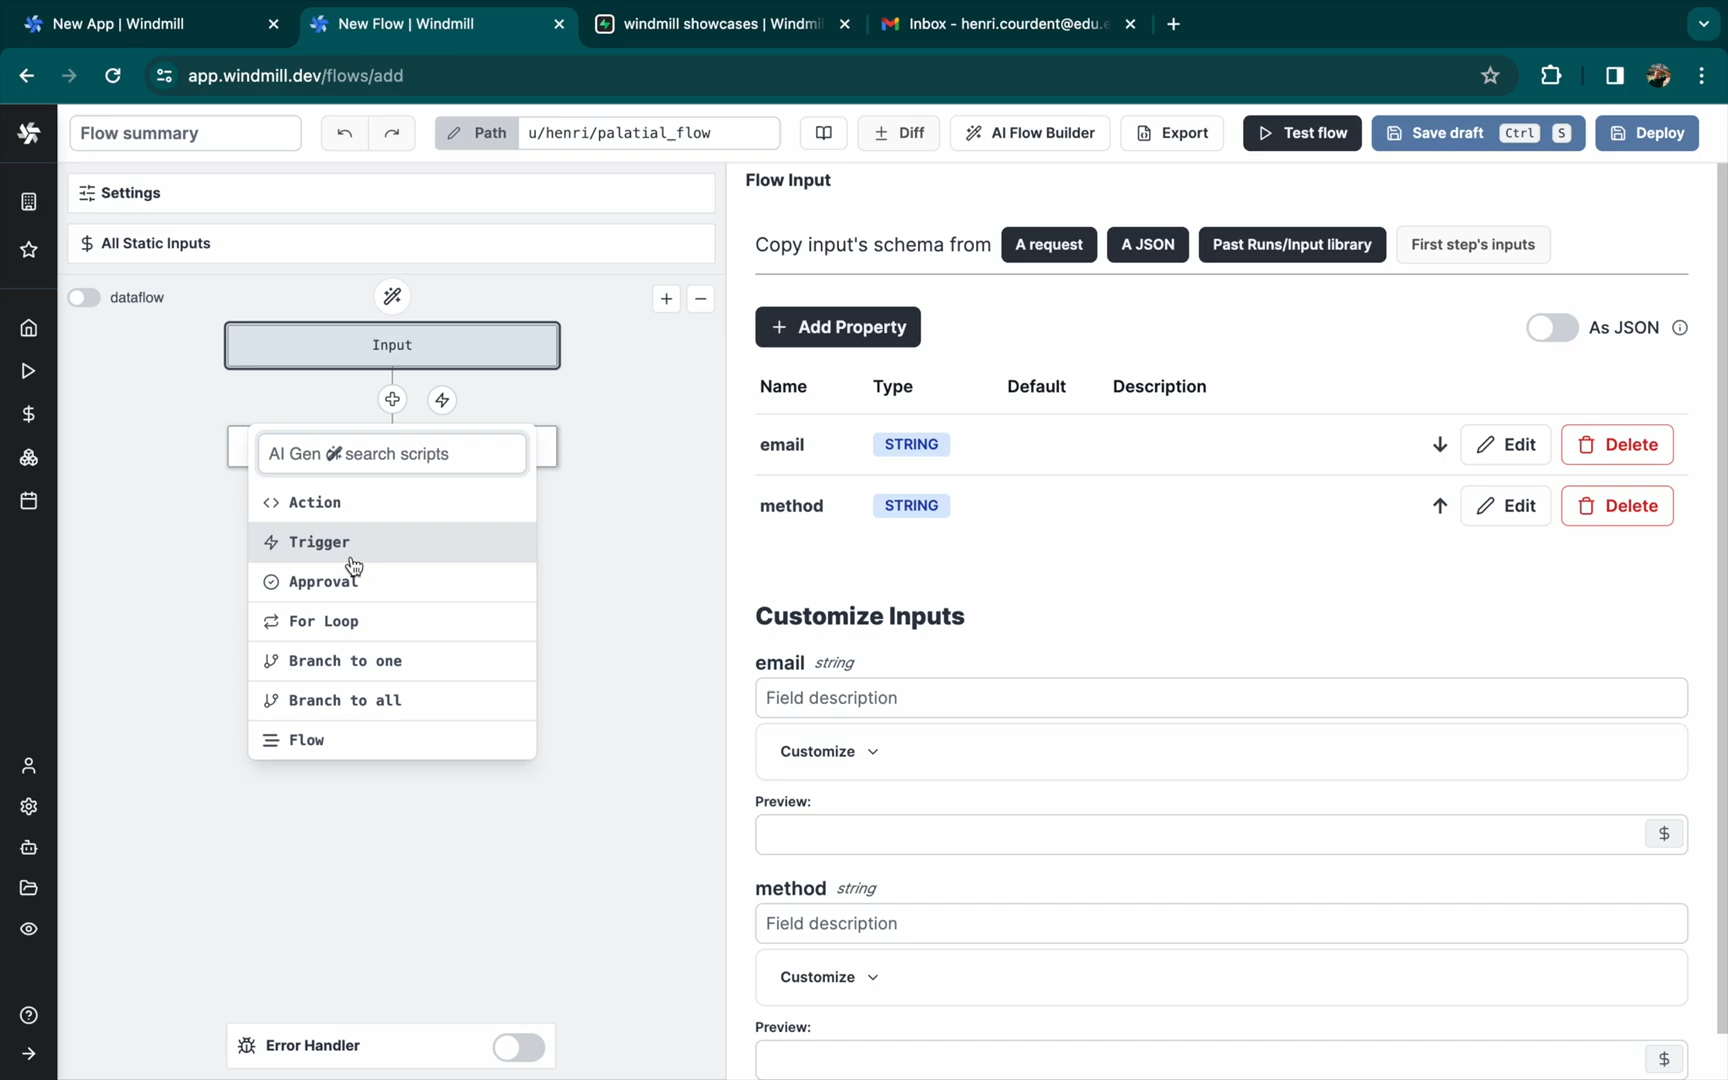 New App | Windmill
New Flow | Windmill
windmill showcases | Windmil
Inbox - henri.courdent@edu.e
app.windmill.dev/flows/add
Flow summary
Path
u/henri/palatial_flow
Diff
AI Flow Builder
Export
Test flow
Save draft Ctrl S
Deploy
Settings
All Static Inputs
dataflow
Input
AI Gen search scripts
Action
Trigger
Approval
For Loop
Branch to one
Branch to all
Flow
Error Handler
Flow Input
Copy input's schema from
A request
A JSON
Past Runs/Input library
First step's inputs
+ Add Property
As JSON
Name Type Default Description
email STRING Edit Delete
method STRING Edit Delete
Customize Inputs
email string
Field description
Customize
Preview:
$
method string
Field description
Customize
Preview:
$